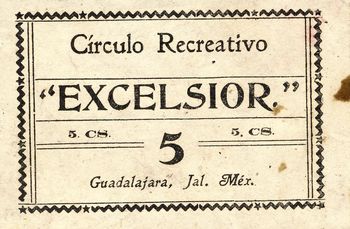 Círculo Recreativo
“EXCELSIOR.”
5. CS. 5 5. CS.
Guadalajara, Jal. Méx.